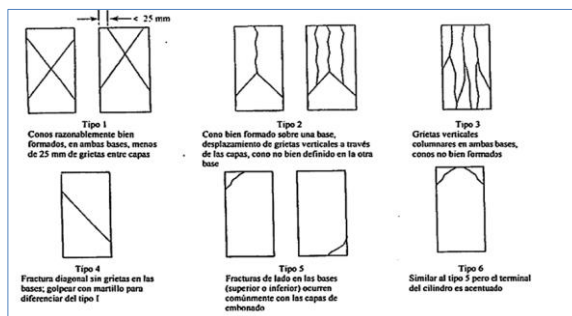 < 25 mm
Tipo 1
Conos razonablemente bien
formados, en ambas bases, menos
de 25 mm de grietas entre capas
Tipo 2
Cono bien formado sobre una base,
desplazamiento de grietas verticales a través
de las capas, cono no bien definido en la otra
base
Tipo 3
Grietas verticales
columnares en ambas bases,
conos no bien formados
Tipo 4
Fractura diagonal sin grietas en las
bases; golpear con martillo para
diferenciar del tipo I
Tipo 5
Fracturas de lado en las bases
(superior o inferior) ocurren
comúnmente con las capas de
embonado
Tipo 6
Similar al tipo 5 pero el terminal
del cilindro es acentuado